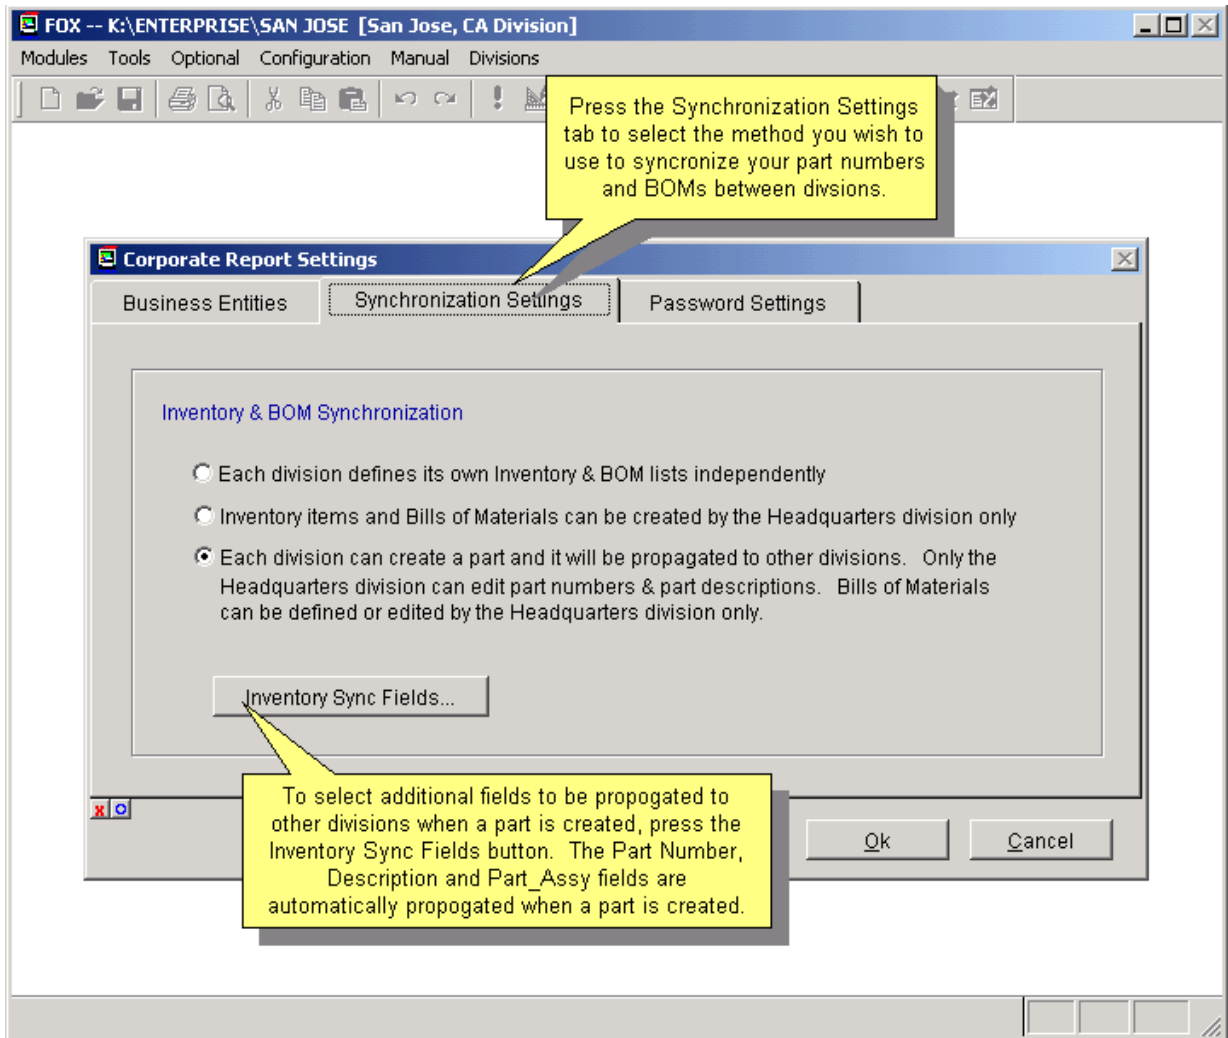 FOX -- K:\ENTERPRISE\SAN JOSE [San Jose, CA Division]
Modules Tools Optional Configuration Manual Divisions
Press the Synchronization Settings
tab to select the method you wish to
use to syncronize your part numbers
and BOMs between divsions.
Corporate Report Settings
Business Entities Synchronization Settings Password Settings
Inventory & BOM Synchronization
Each division defines its own Inventory & BOM lists independently
Inventory items and Bills of Materials can be created by the Headquarters division only
Each division can create a part and it will be propagated to other divisions. Only the
Headquarters division can edit part numbers & part descriptions. Bills of Materials
can be defined or edited by the Headquarters division only.
Inventory Sync Fields...
To select additional fields to be propogated to
other divisions when a part is created, press the
Inventory Sync Fields button. The Part Number,
Description and Part_Assy fields are
automatically propogated when a part is created.
Ok Cancel